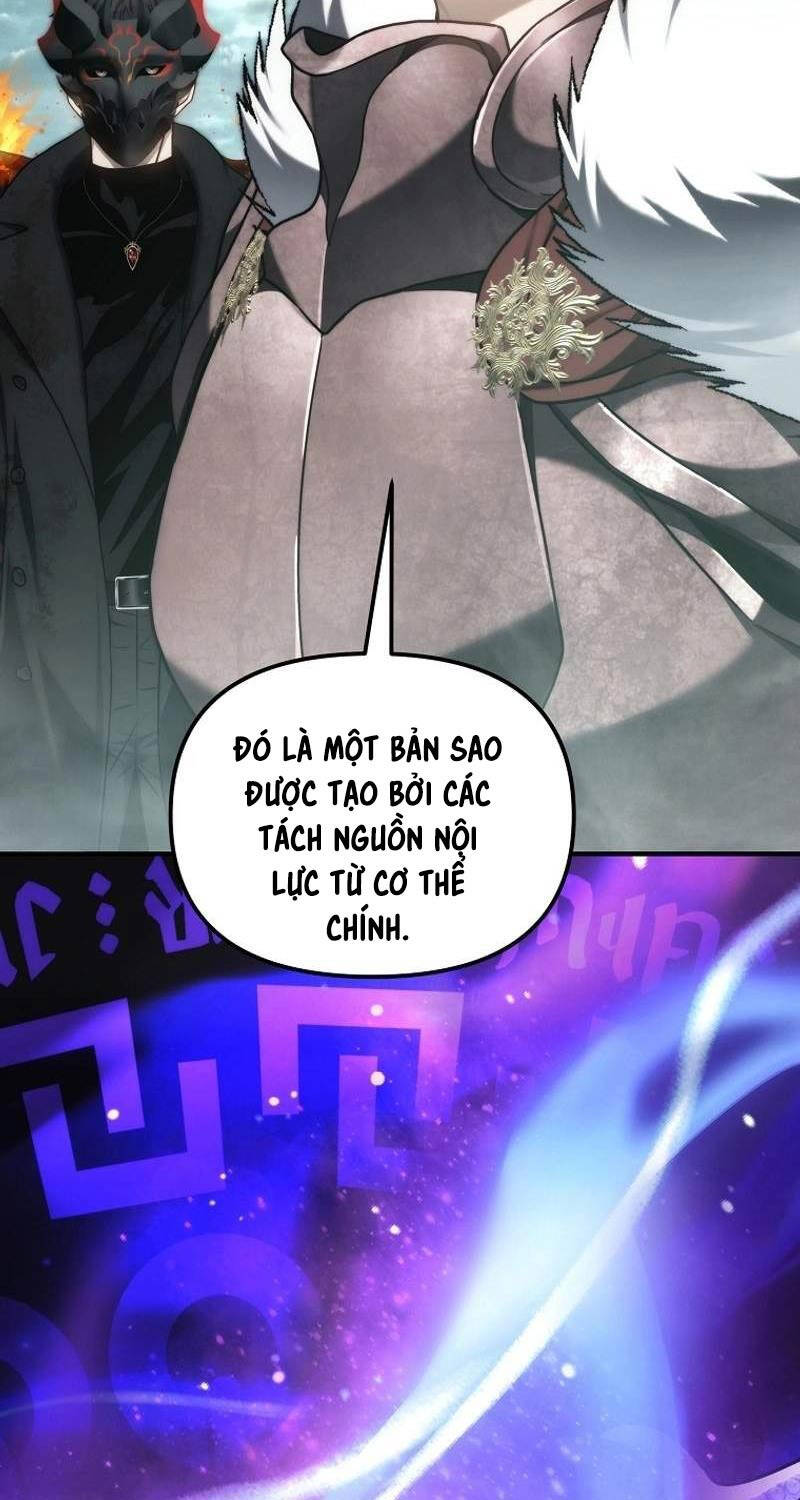 ĐÓ LÀ MỘT BẢN SAO
ĐƯỢC TẠO BỞI CÁC
TÁCH NGUỒN NỘI
LỰC TỪ CƠ THỂ
CHÍNH.